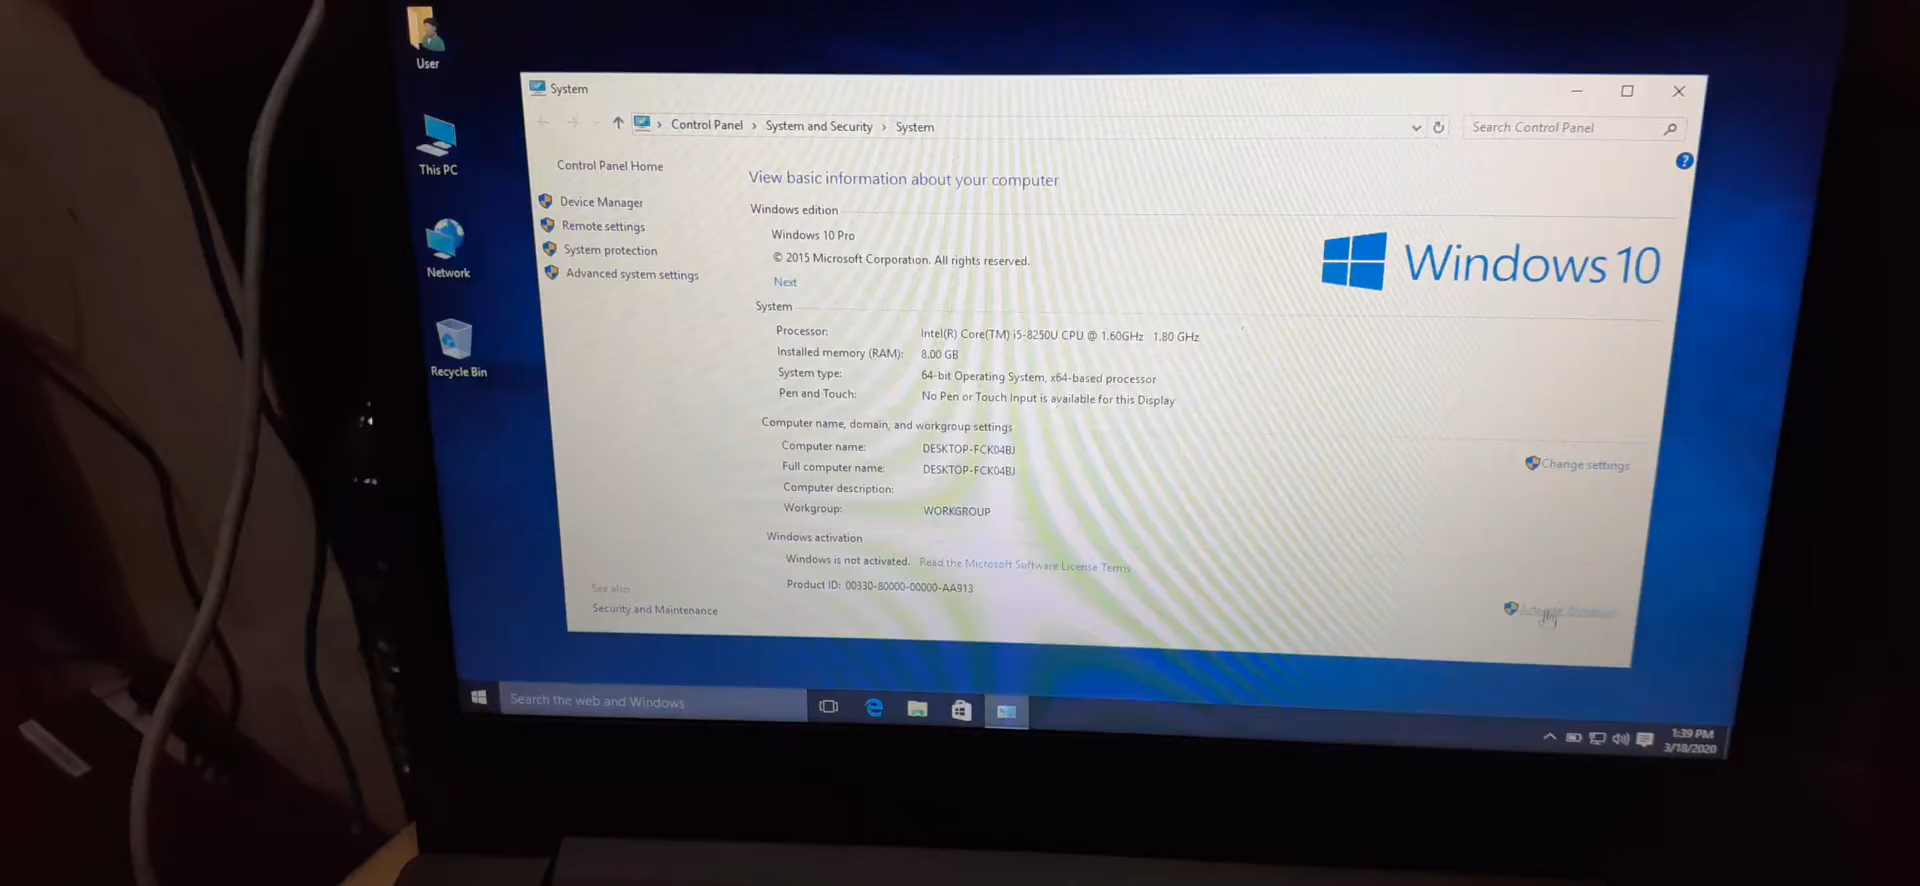 User
This PC
Network
Recycle Bin
System
Control Panel › System and Security › System
Search Control Panel
?
Control Panel Home
Device Manager
Remote settings
System protection
Advanced system settings
See also
Security and Maintenance
View basic information about your computer
Windows edition
Windows 10 Pro
© 2015 Microsoft Corporation. All rights reserved.
Next
Windows 10
System
Processor: Intel(R) Core(TM) i5-8250U CPU @ 1.60GHz 1.80 GHz
Installed memory (RAM): 8.00 GB
System type: 64-bit Operating System, x64-based processor
Pen and Touch: No Pen or Touch Input is available for this Display
Computer name, domain, and workgroup settings
Computer name: DESKTOP-FCK04BJ
Change settings
Full computer name: DESKTOP-FCK04BJ
Computer description:
Workgroup: WORKGROUP
Windows activation
Windows is not activated. Read the Microsoft Software License Terms
Product ID: 00330-80000-00000-AA913
Search the web and Windows
1:39 PM
3/18/2020